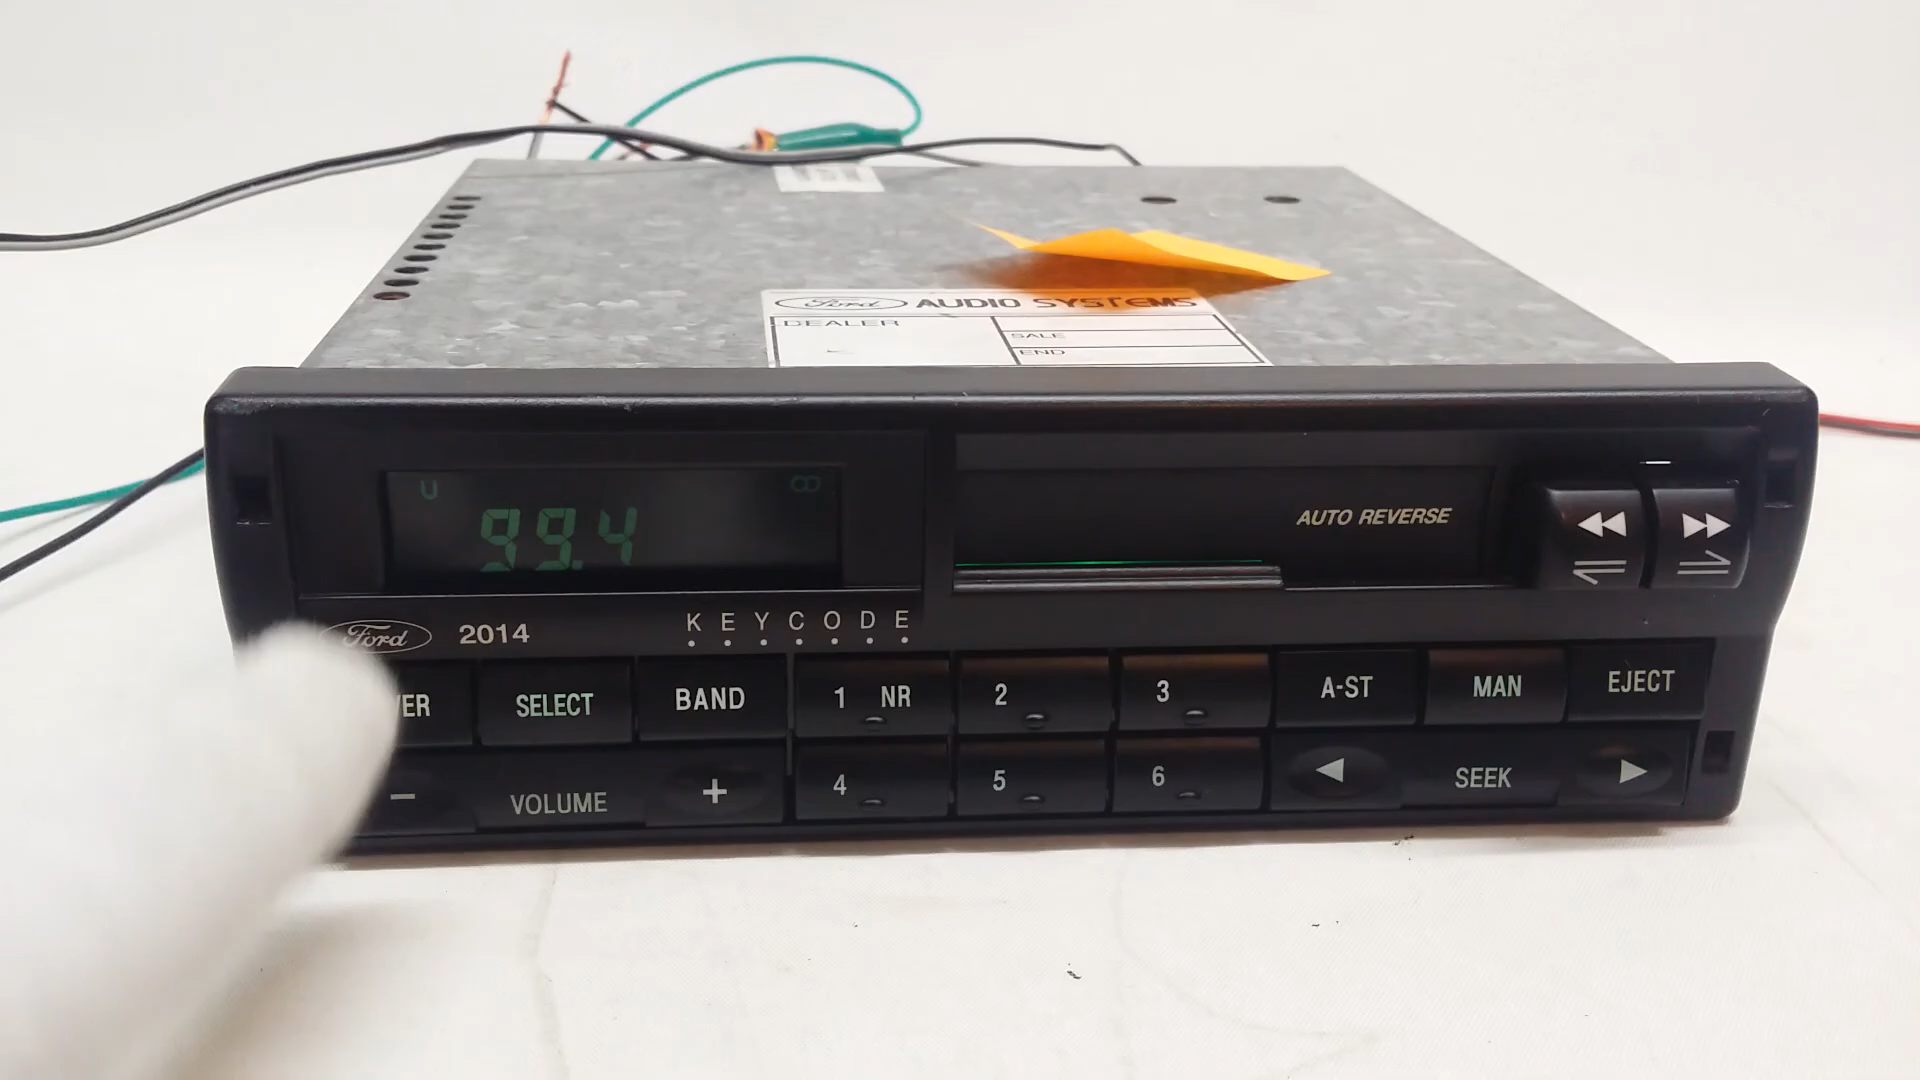 Ford AUDIO SYSTEMS
DEALER
SALE
END
U
99.4
AUTO REVERSE
Ford 2014
KEYCODE
SELECT BAND 1 NR 2 3 A-ST MAN EJECT
- VOLUME + 4 5 6 SEEK